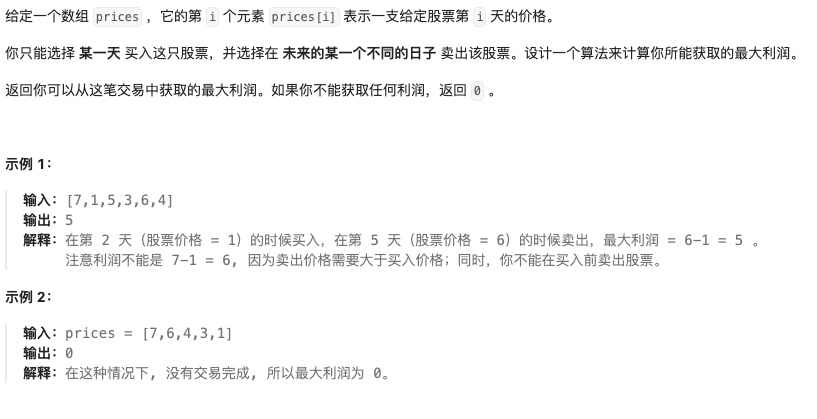 给定一个数组 prices ，它的第 i 个元素 prices[i] 表示一支给定股票第 i 天的价格。
你只能选择 某一天 买入这只股票，并选择在 未来的某一个不同的日子 卖出该股票。设计一个算法来计算你所能获取的最大利润。
返回你可以从这笔交易中获取的最大利润。如果你不能获取任何利润，返回 0 。
示例 1：
输入：[7,1,5,3,6,4]
输出：5
解释：在第 2 天（股票价格 = 1）的时候买入，在第 5 天（股票价格 = 6）的时候卖出，最大利润 = 6-1 = 5 。
注意利润不能是 7-1 = 6, 因为卖出价格需要大于买入价格；同时，你不能在买入前卖出股票。
示例 2：
输入：prices = [7,6,4,3,1]
输出：0
解释：在这种情况下, 没有交易完成, 所以最大利润为 0。